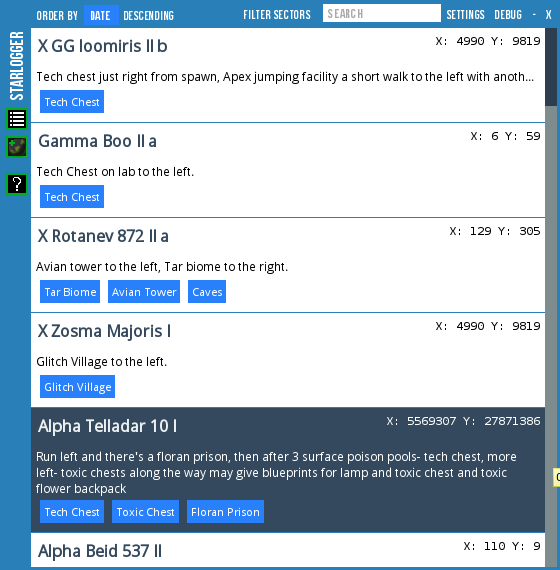 ORDER BY DATE DESCENDING FILTER SECTORS SEARCH SETTINGS DEBUG - X
STARLOGGER
?
X GG loomiris II b X: 4990 Y: 9819
Tech chest just right from spawn, Apex jumping facility a short walk to the left with anoth...
Tech Chest
Gamma Boo II a X: 6 Y: 59
Tech Chest on lab to the left.
Tech Chest
X Rotanev 872 II a X: 129 Y: 305
Avian tower to the left, Tar biome to the right.
Tar Biome Avian Tower Caves
X Zosma Majoris I X: 4990 Y: 9819
Glitch Village to the left.
Glitch Village
Alpha Telladar 10 I X: 5569307 Y: 27871386
Run left and there's a floran prison, then after 3 surface poison pools- tech chest, more
left- toxic chests along the way may give blueprints for lamp and toxic chest and toxic
flower backpack
Tech Chest Toxic Chest Floran Prison
Alpha Beid 537 II X: 110 Y: 9